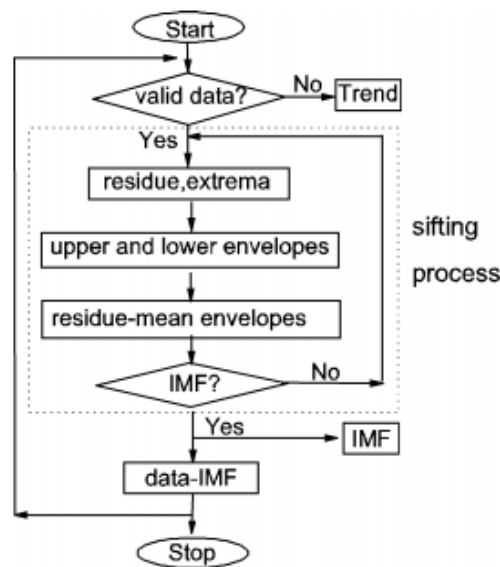 Start
valid data?
No
Trend
Yes
residue,extrema
upper and lower envelopes
sifting
process
residue-mean envelopes
IMF?
No
Yes
IMF
data-IMF
Stop